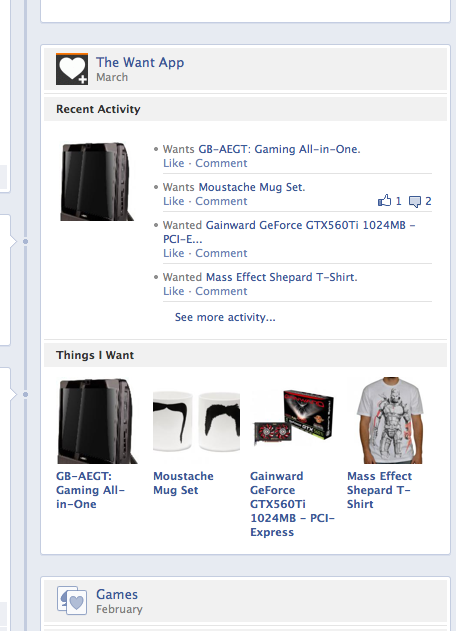 The Want App
March
Recent Activity
• Wants GB-AEGT: Gaming All-in-One.
Like · Comment
• Wants Moustache Mug Set.
Like · Comment 1 2
• Wanted Gainward GeForce GTX560Ti 1024MB -
PCI-E...
Like · Comment
• Wanted Mass Effect Shepard T-Shirt.
Like · Comment
See more activity...
Things I Want
GB-AEGT:
Gaming All-
in-One
Moustache
Mug Set
Gainward
GeForce
GTX560Ti
1024MB - PCI-
Express
Mass Effect
Shepard T-
Shirt
Games
February